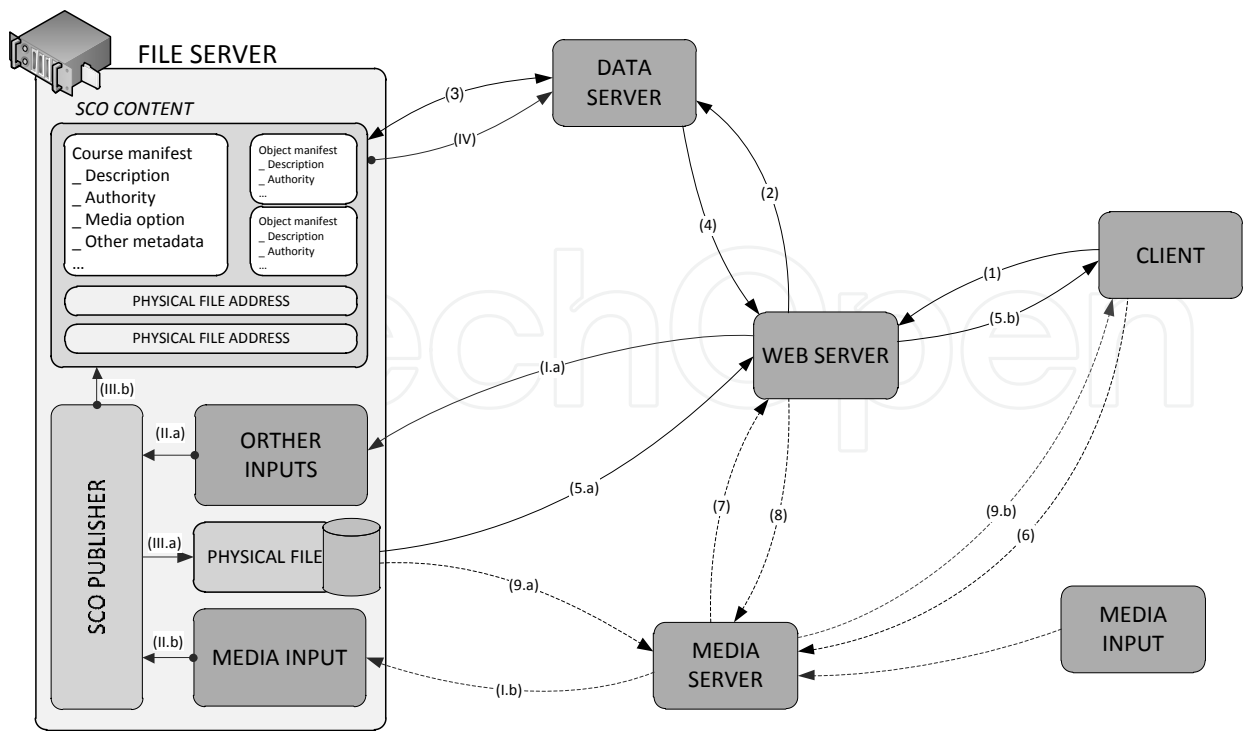 FILE SERVER
SCO CONTENT
Course manifest
_ Description
_ Authority
_ Media option
_ Other metadata
...
Object manifest
_ Description
_ Authority
...
Object manifest
_ Description
_ Authority
...
PHYSICAL FILE ADDRESS
PHYSICAL FILE ADDRESS
(III.b)
SCO PUBLISHER
(II.a)
ORTHER
INPUTS
(III.a)
PHYSICAL FILE
(II.b)
MEDIA INPUT
(3)
(IV)
DATA
SERVER
(2)
(4)
(1)
(5.b)
CLIENT
WEB SERVER
(I.a)
(5.a)
(7)
(8)
(9.b)
(6)
(9.a)
(I.b)
MEDIA
SERVER
MEDIA
INPUT
echOpen